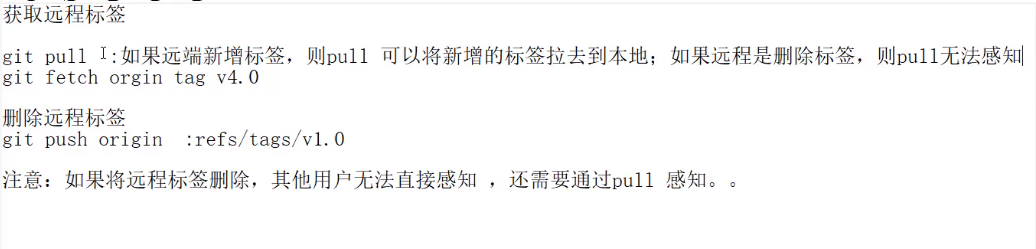 获取远程标签
git pull :如果远端新增标签，则pull 可以将新增的标签拉去到本地；如果远程是删除标签，则pull无法感知
git fetch orgin tag v4.0
删除远程标签
git push origin  :refs/tags/v1.0
注意：如果将远程标签删除，其他用户无法直接感知 ，还需要通过pull 感知。。